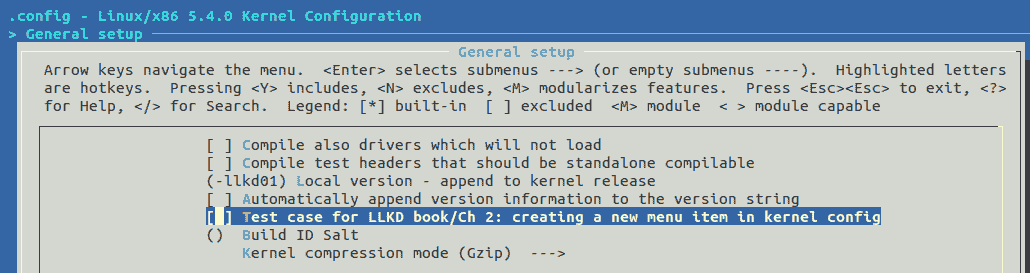 .config - Linux/x86 5.4.0 Kernel Configuration
> General setup
General setup
Arrow keys navigate the menu.  <Enter> selects submenus ---> (or empty submenus ----).  Highlighted letters
are hotkeys.  Pressing <Y> includes, <N> excludes, <M> modularizes features.  Press <Esc><Esc> to exit, <?>
for Help, </> for Search.  Legend: [*] built-in  [ ] excluded  <M> module  < > module capable
[ ] Compile also drivers which will not load
[ ] Compile test headers that should be standalone compilable
(-llkd01) Local version - append to kernel release
[ ] Automatically append version information to the version string
[ ] Test case for LLKD book/Ch 2: creating a new menu item in kernel config
()  Build ID Salt
Kernel compression mode (Gzip)  --->